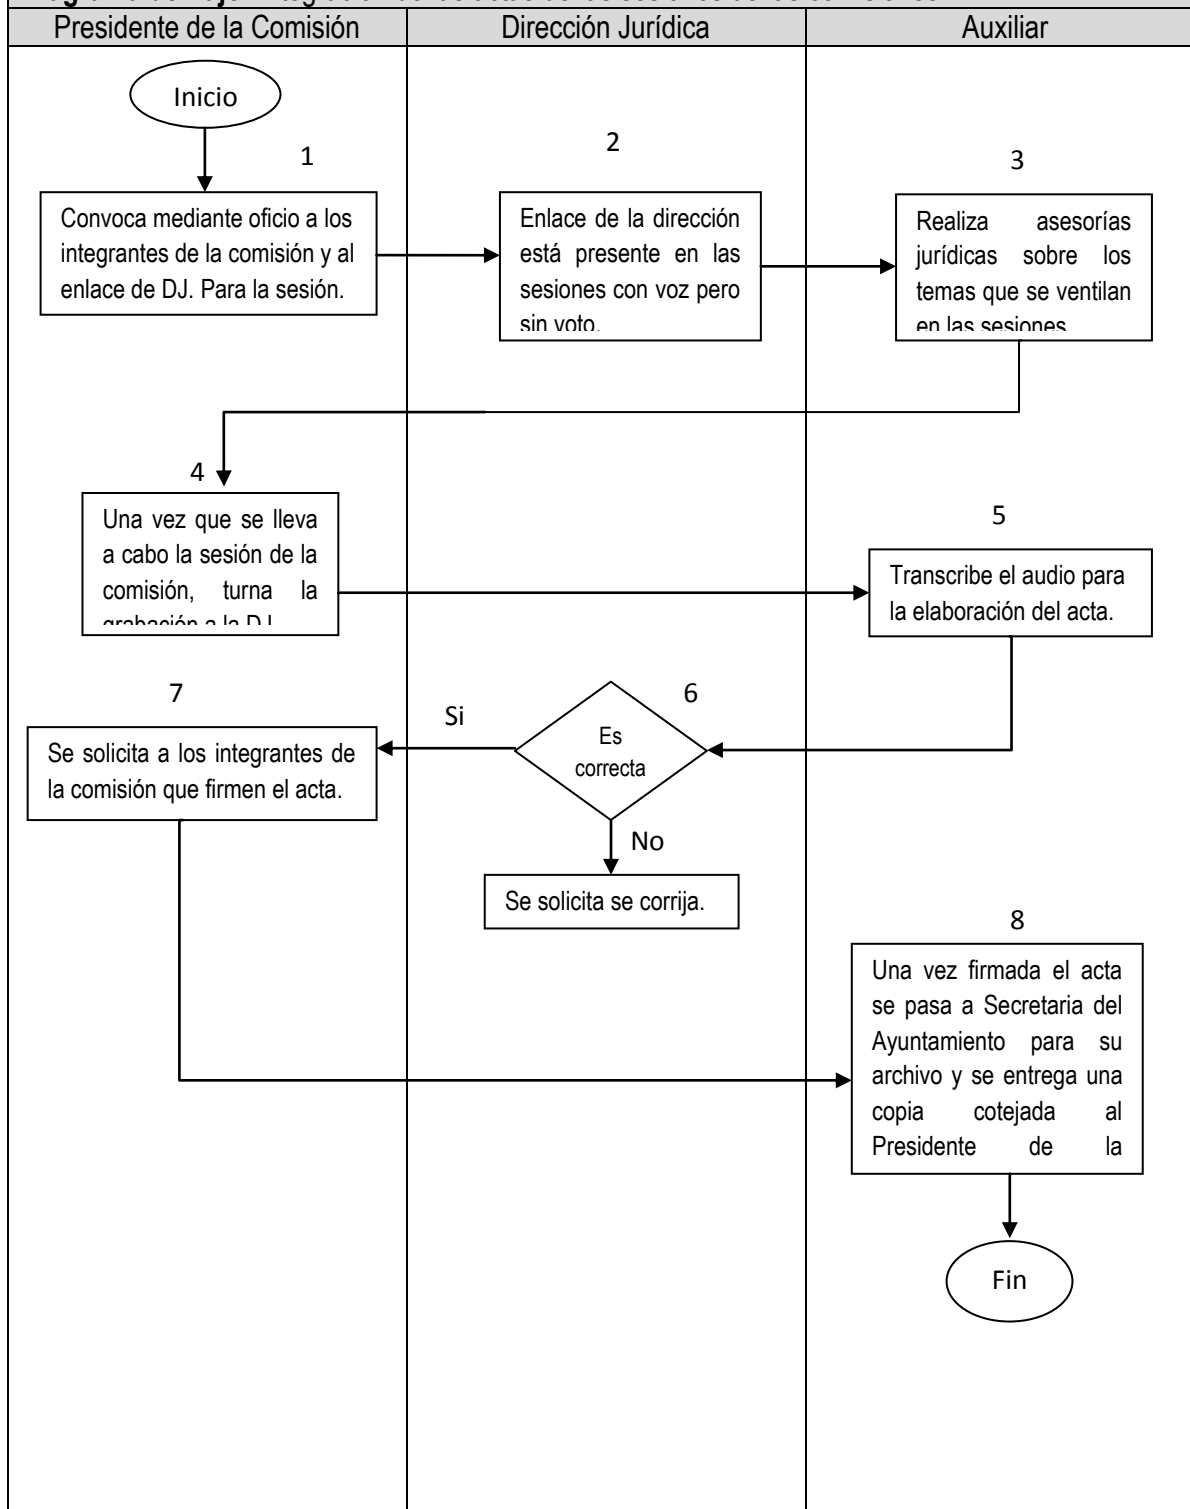 Presidente de la Comisión
Dirección Jurídica
Auxiliar
Inicio
1
Convoca mediante oficio a los
integrantes de la comisión y al
enlace de DJ. Para la sesión.
2
Enlace de la dirección
está presente en las
sesiones con voz pero
sin voto.
3
Realiza asesorías
jurídicas sobre los
temas que se ventilan
en las sesiones
4
Una vez que se lleva
a cabo la sesión de la
comisión, turna la
grabación a la DJ
5
Transcribe el audio para
la elaboración del acta.
6
Es
correcta
Si
No
Se solicita se corrija.
7
Se solicita a los integrantes de
la comisión que firmen el acta.
8
Una vez firmada el acta
se pasa a Secretaria del
Ayuntamiento para su
archivo y se entrega una
copia cotejada al
Presidente de la
Fin